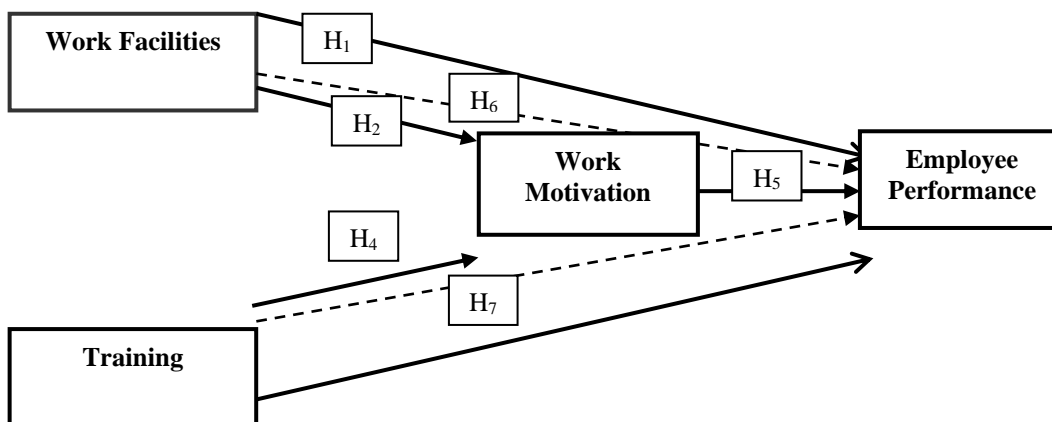 Work Facilities
H₁
H₆
H₂
Work
Motivation
H₅
Employee
Performance
H₄
H₇
Training